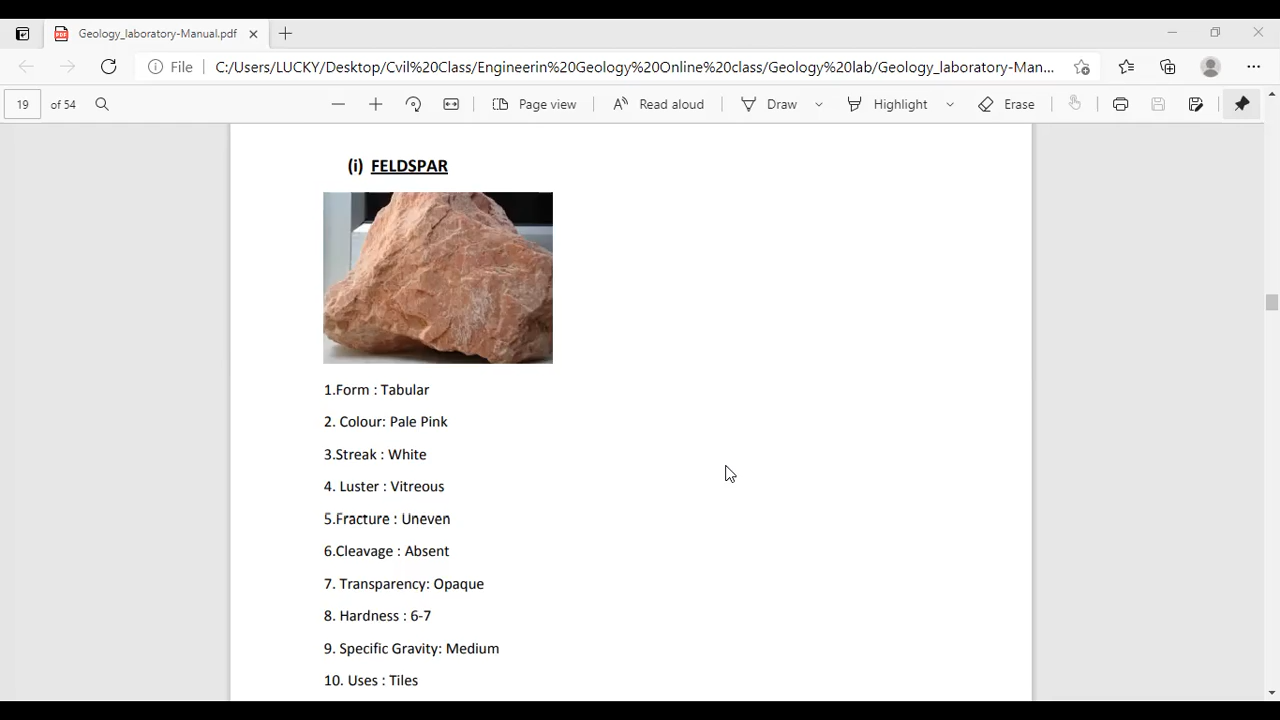 Geology_laboratory-Manual.pdf
File C:/Users/LUCKY/Desktop/Cvil%20Class/Engineerin%20Geology%20Online%20class/Geology%20lab/Geology_laboratory-Man...
19 of 54 Page view Read aloud Draw Highlight Erase
(i) FELDSPAR
1.Form : Tabular
2. Colour: Pale Pink
3.Streak : White
4. Luster : Vitreous
5.Fracture : Uneven
6.Cleavage : Absent
7. Transparency: Opaque
8. Hardness : 6-7
9. Specific Gravity: Medium
10. Uses : Tiles